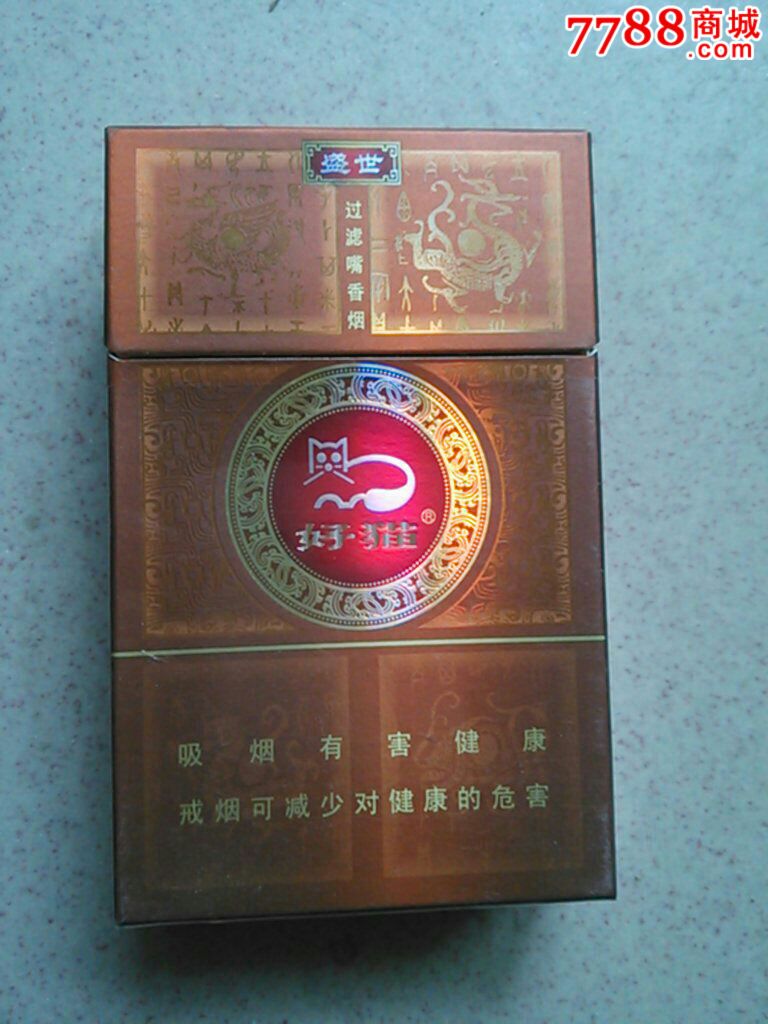 7788商城
.com
盛世
过滤嘴香烟
好猫®
吸烟有害健康
戒烟可减少对健康的危害